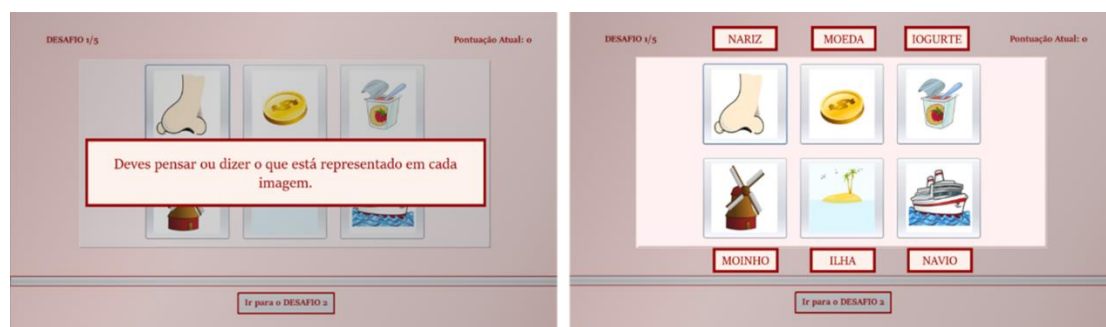 DESAFIO 1/5
Pontuação Atual: 0
Deves pensar ou dizer o que está representado em cada
imagem.
Ir para o DESAFIO 2
DESAFIO 1/5
NARIZ
MOEDA
IOGURTE
Pontuação Atual: 0
MOINHO
ILHA
NAVIO
Ir para o DESAFIO 2